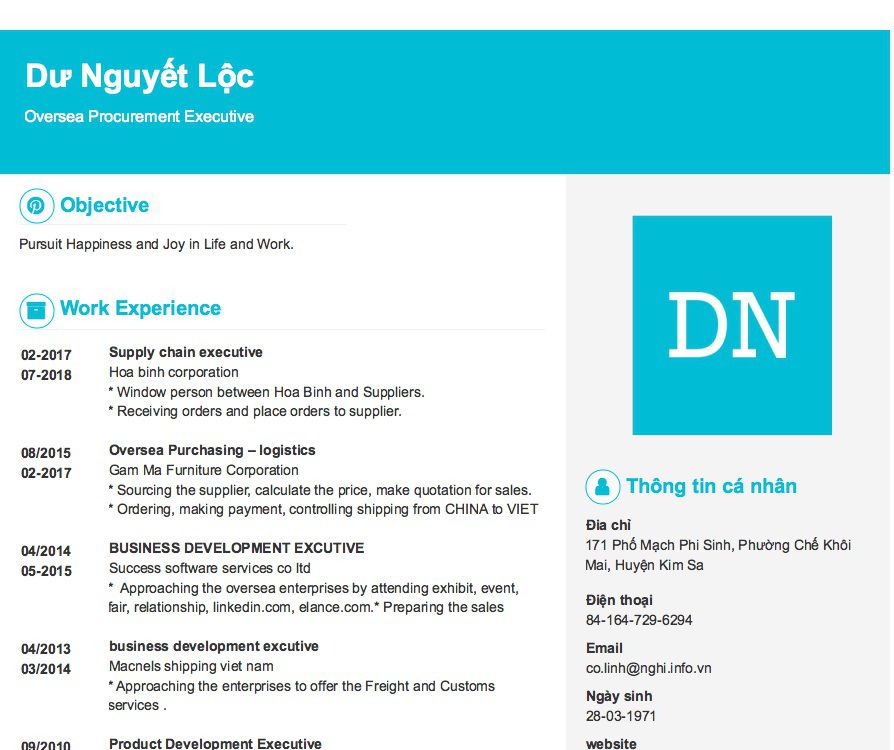 Dư Nguyết Lộc
Oversea Procurement Executive
Objective
Pursuit Happiness and Joy in Life and Work.
Work Experience
02-2017
07-2018
Supply chain executive
Hoa binh corporation
* Window person between Hoa Binh and Suppliers.
* Receiving orders and place orders to supplier.
08/2015
02-2017
Oversea Purchasing – logistics
Gam Ma Furniture Corporation
* Sourcing the supplier, calculate the price, make quotation for sales.
* Ordering, making payment, controlling shipping from CHINA to VIET
04/2014
05-2015
BUSINESS DEVELOPMENT EXCUTIVE
Success software services co ltd
* Approaching the oversea enterprises by attending exhibit, event,
fair, relationship, linkedin.com, elance.com.* Preparing the sales
04/2013
03/2014
business development excutive
Macnels shipping viet nam
* Approaching the enterprises to offer the Freight and Customs
services .
09/2010
Product Development Executive
DN
Thông tin cá nhân
Địa chỉ
171 Phố Mạch Phi Sinh, Phường Chế Khôi
Mai, Huyện Kim Sa
Điện thoại
84-164-729-6294
Email
co.linh@nghi.info.vn
Ngày sinh
28-03-1971
website